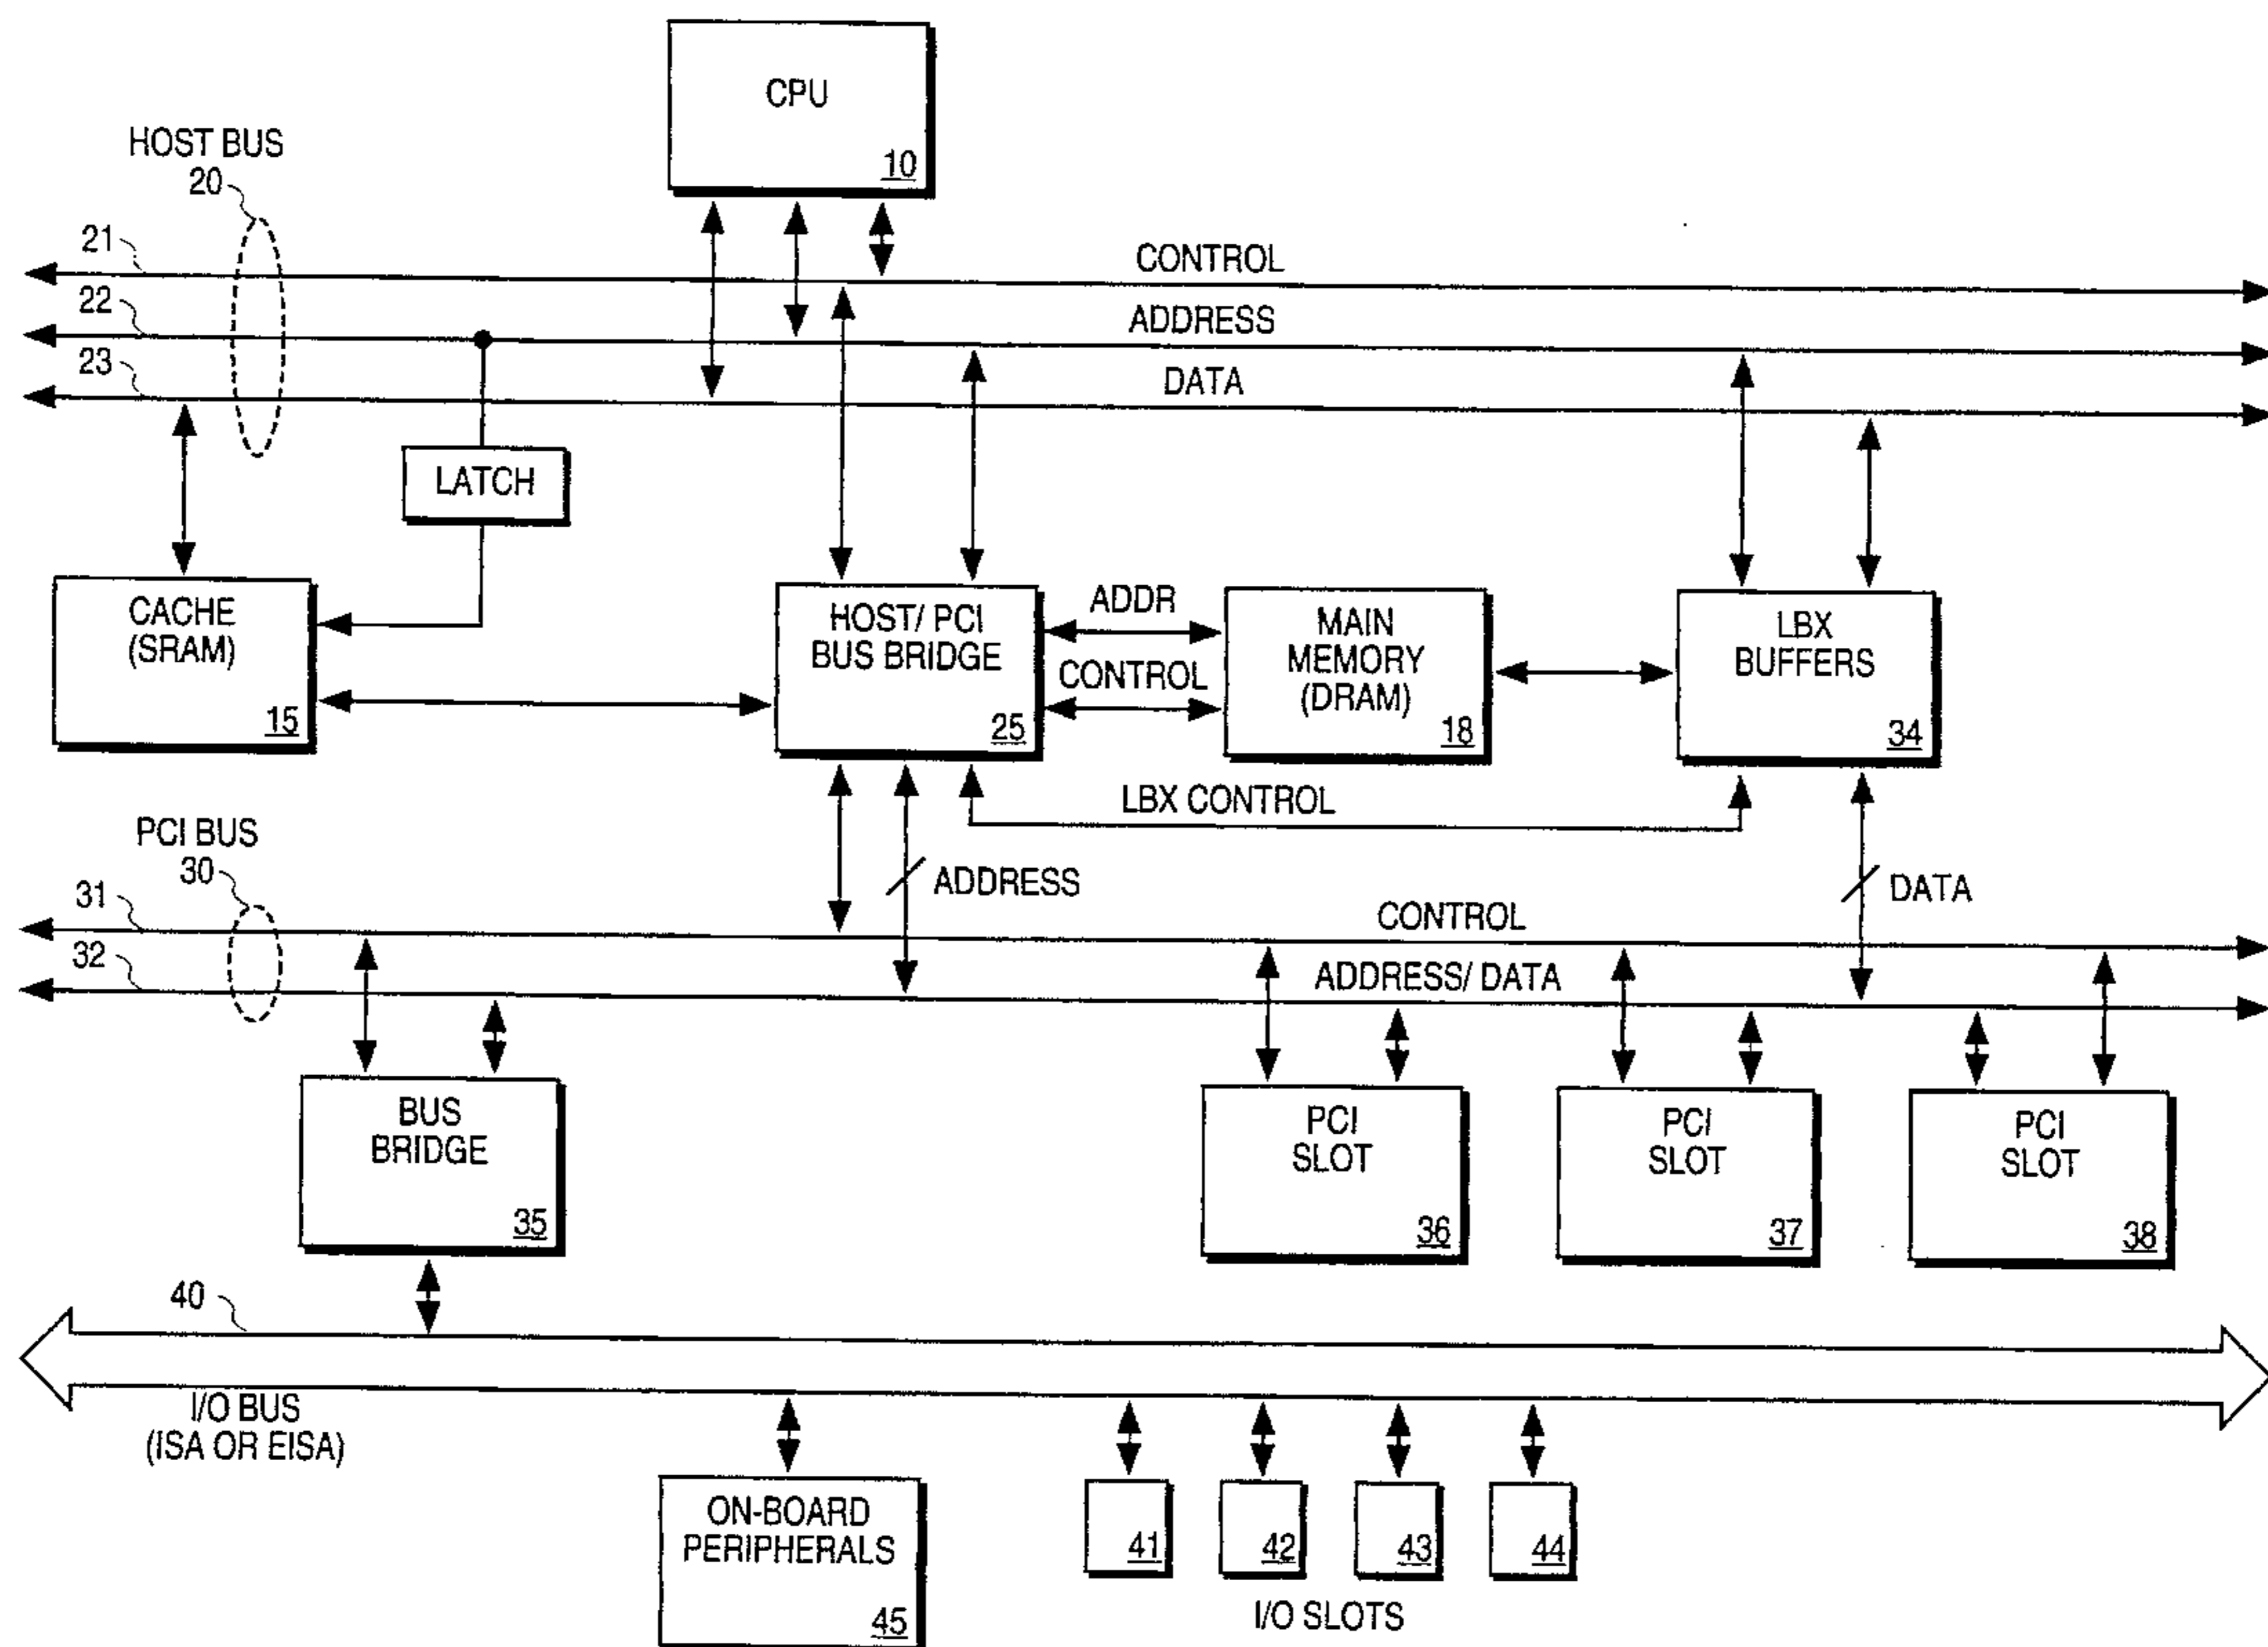 CPU
10
HOST BUS
20
21
CONTROL
22
ADDRESS
23
DATA
LATCH
CACHE
(SRAM)
15
HOST/ PCI
BUS BRIDGE
25
ADDR
CONTROL
MAIN
MEMORY
(DRAM)
18
LBX
BUFFERS
34
LBX CONTROL
PCI BUS
30
ADDRESS
DATA
31
CONTROL
32
ADDRESS/ DATA
BUS
BRIDGE
35
PCI
SLOT
36
PCI
SLOT
37
PCI
SLOT
38
40
I/O BUS
(ISA OR EISA)
ON-BOARD
PERIPHERALS
45
41
42
43
44
I/O SLOTS